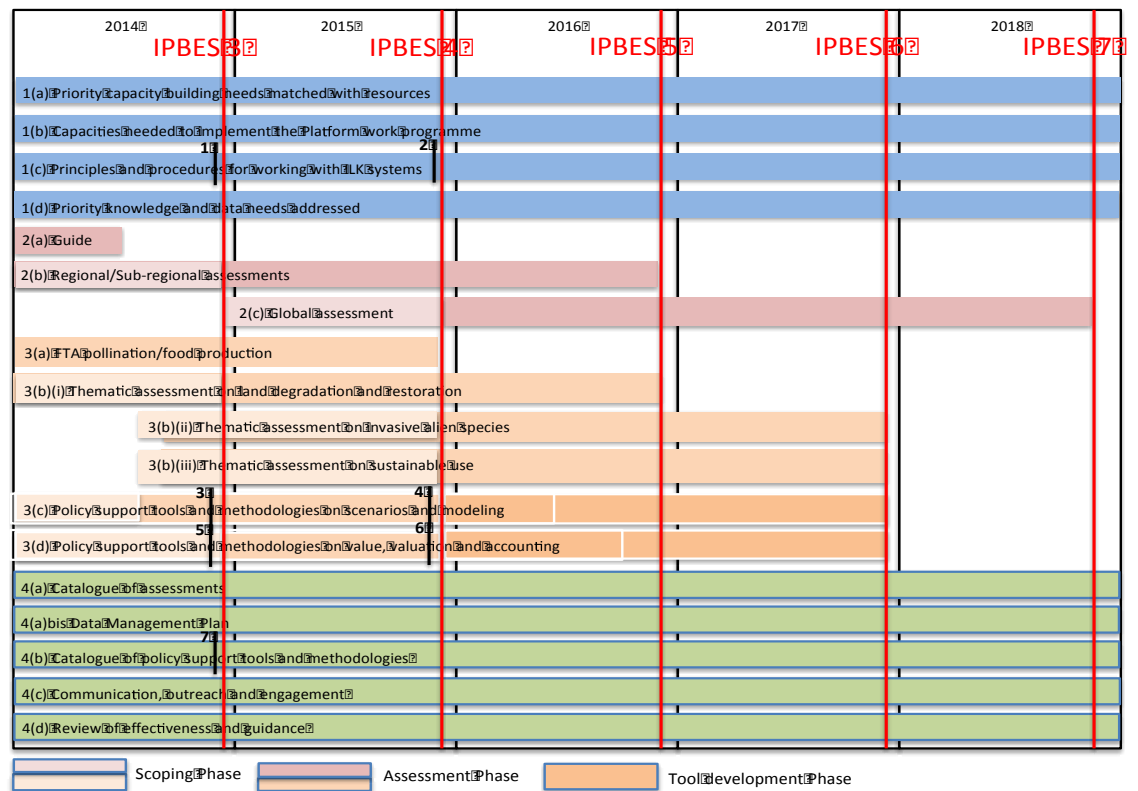 2014 2015 2016 2017 2018
IPBES 3 IPBES 4 IPBES 5 IPBES 6 IPBES 7
1(a) Priority capacity building needs matched with resources
1(b) Capacities needed to implement the Platform work programme
1 2
1(c) Principles and procedures for working with ILK systems
1(d) Priority knowledge and data needs addressed
2(a) Guide
2(b) Regional/Sub-regional assessments
2(c) Global assessment
3(a) FTA pollination/food production
3(b)(i) Thematic assessment on land degradation and restoration
3(b)(ii) Thematic assessment on invasive alien species
3(b)(iii) Thematic assessment on sustainable use
3 4
3(c) Policy support tools and methodologies on scenarios and modeling
5 6
3(d) Policy support tools and methodologies on value, valuation and accounting
4(a) Catalogue of assessments
4(a)bis Data Management Plan
7
4(b) Catalogue of policy support tools and methodologies
4(c) Communication, outreach and engagement
4(d) Review of effectiveness and guidance
Scoping Phase Assessment Phase Tool development Phase